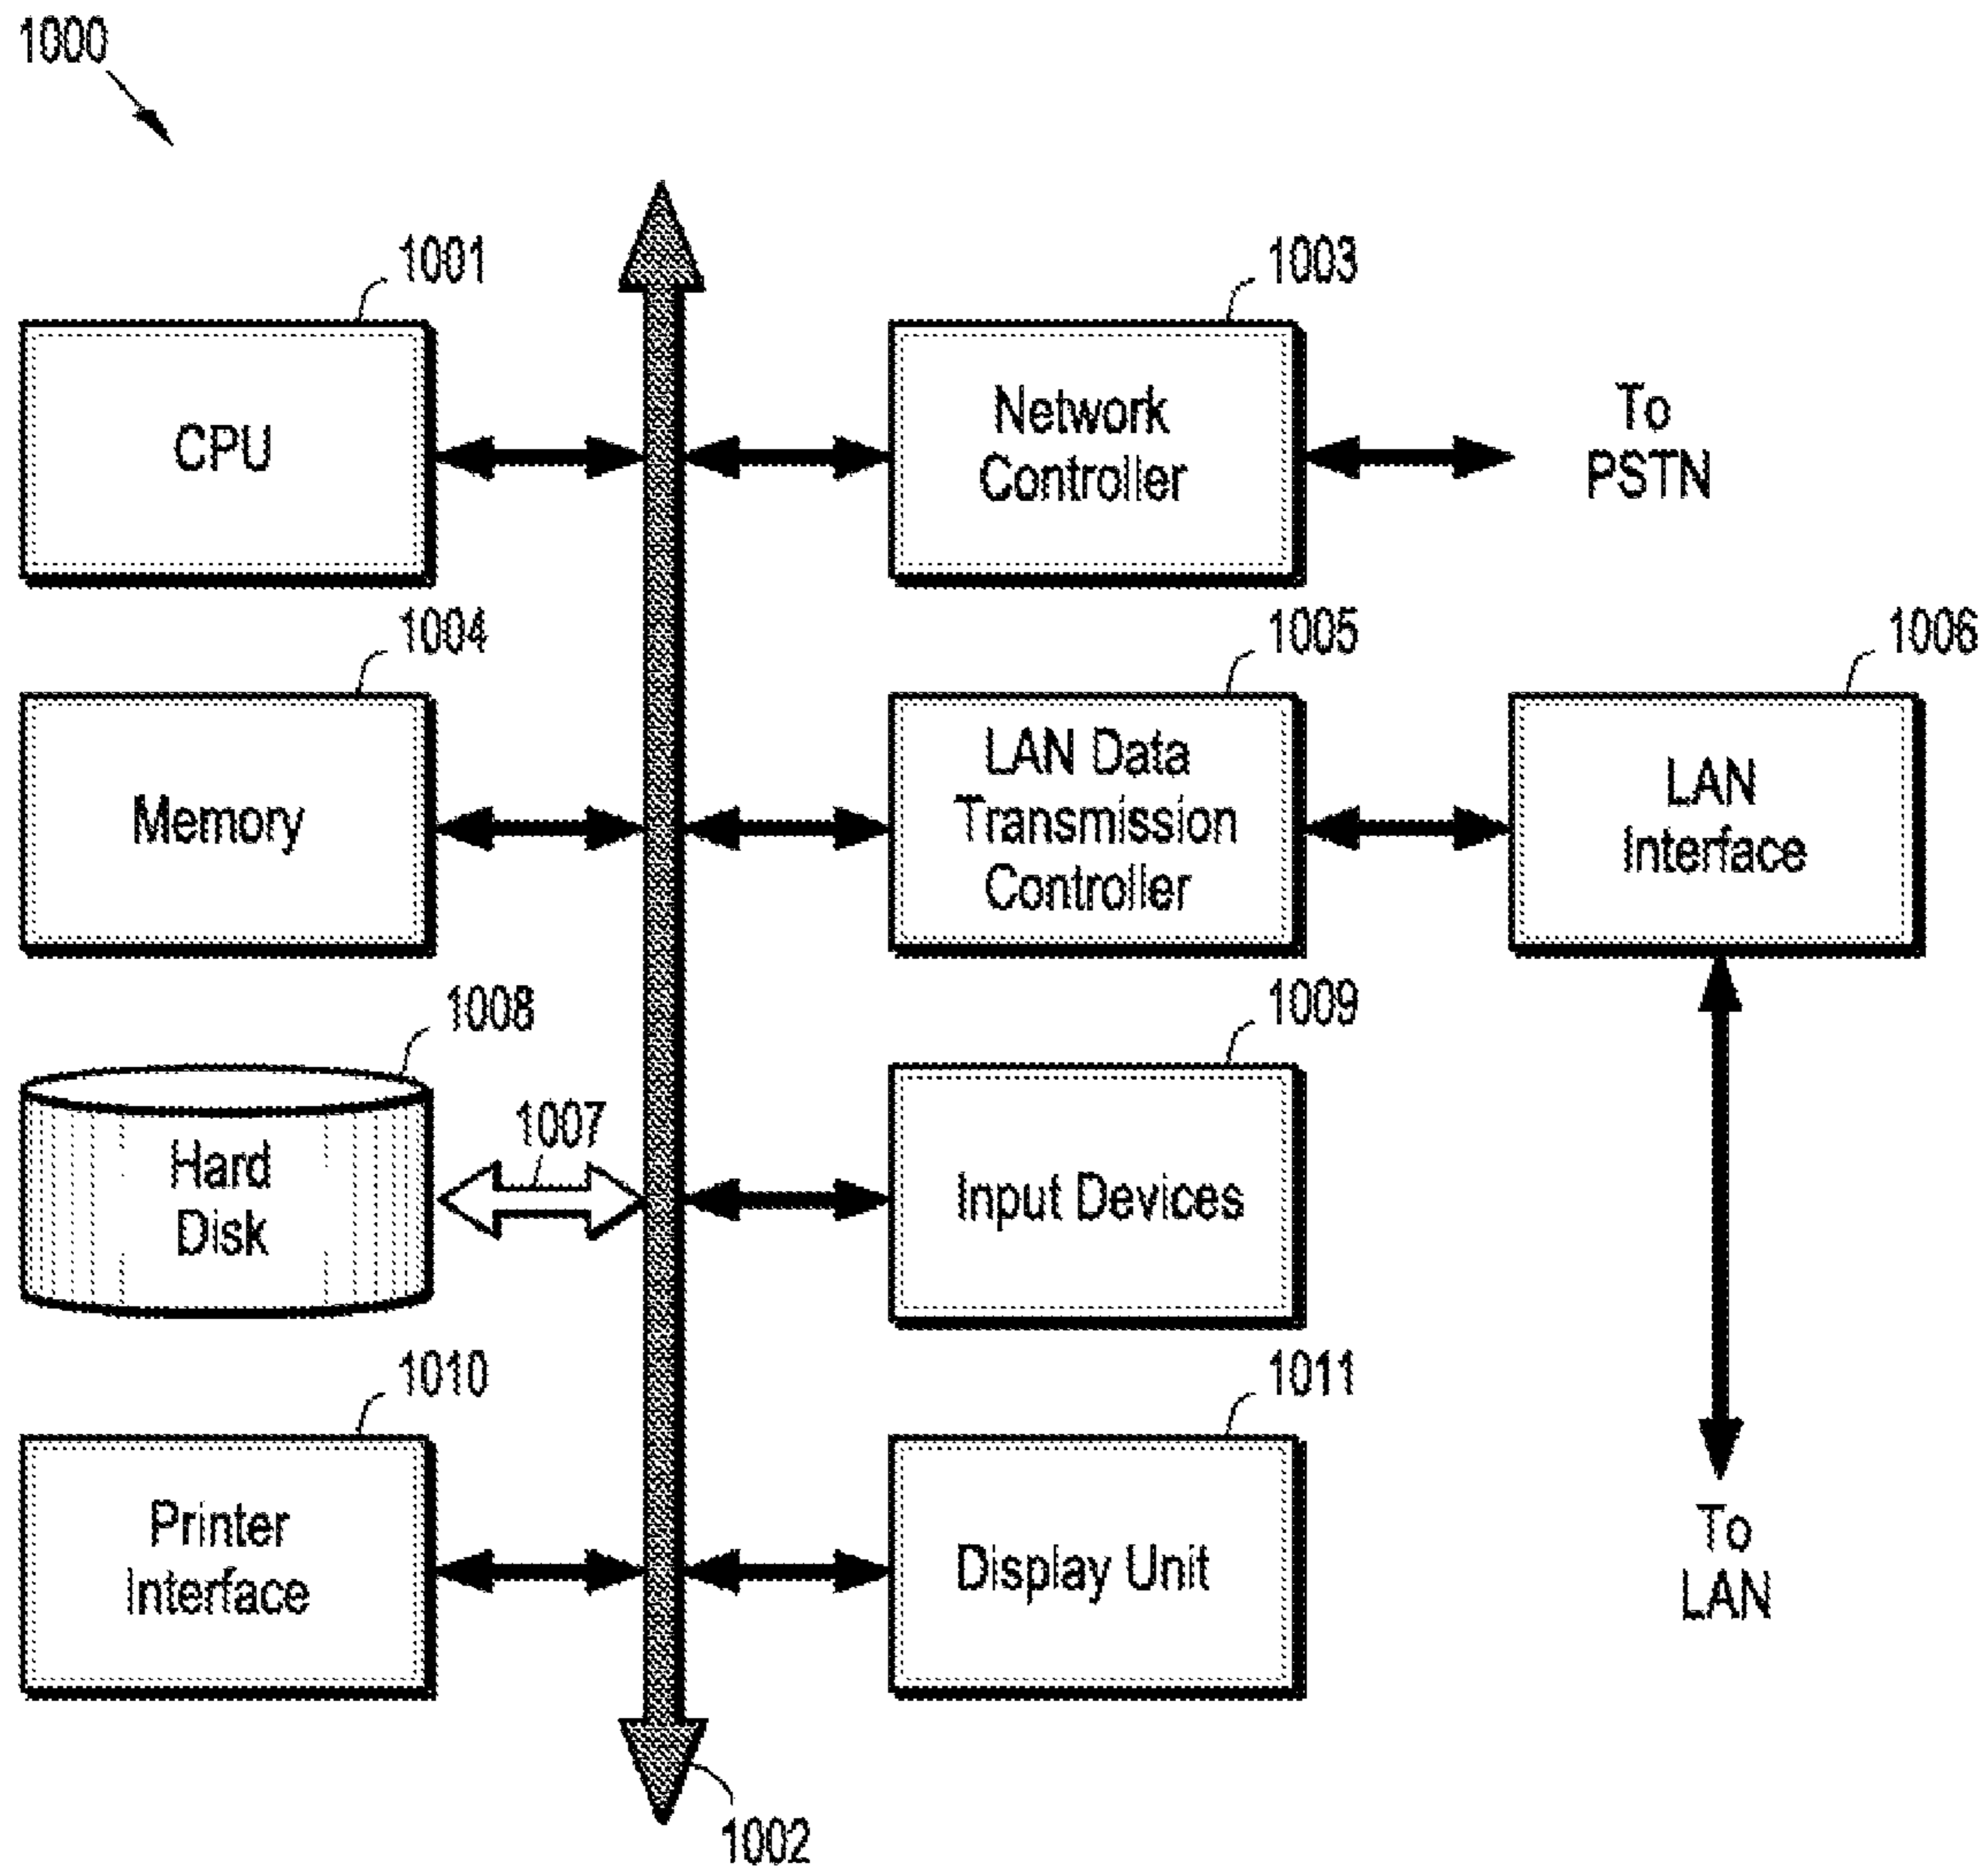 1000
1001
1003
CPU
Network
Controller
To
PSTN
1004
1005
1006
Memory
LAN Data
Transmission
Controller
LAN
Interface
1008
1009
1007
Hard
Disk
Input Devices
1010
1011
Printer
Interface
Display Unit
To
LAN
1002